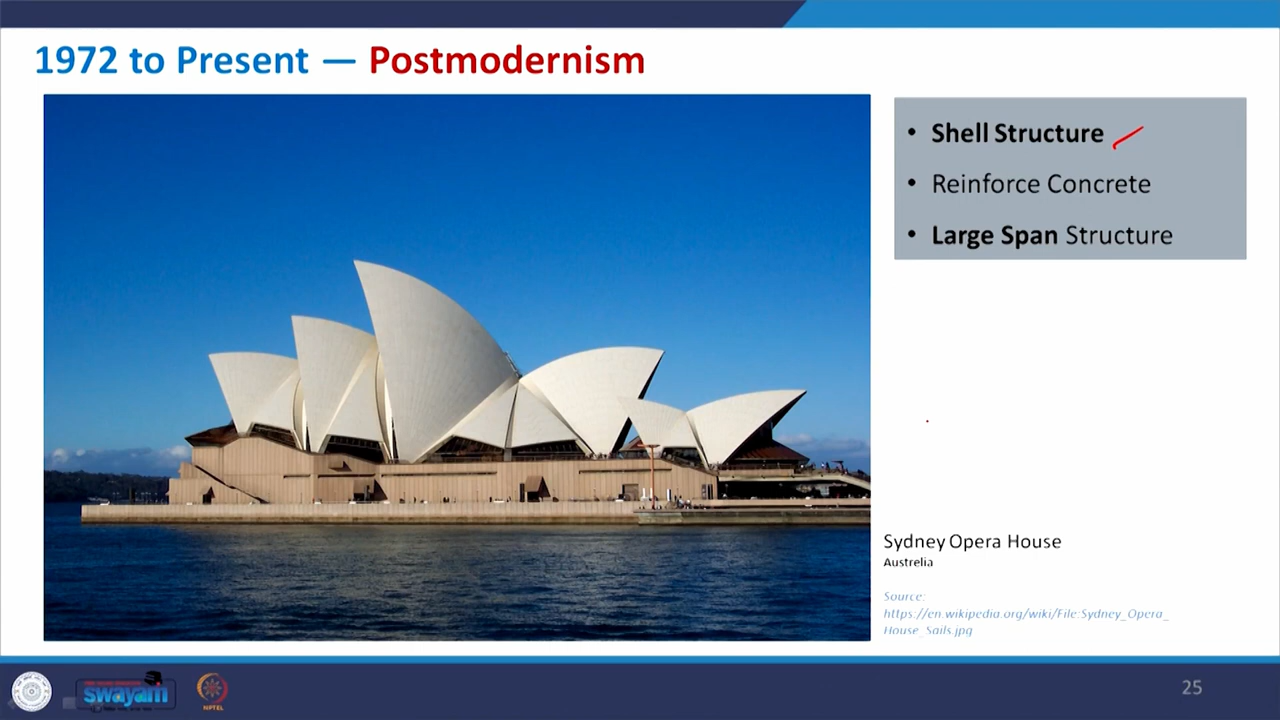 1972 to Present — Postmodernism
• Shell Structure
• Reinforce Concrete
• Large Span Structure
Sydney Opera House
Austrelia
Source:
https://en.wikipedia.org/wiki/File:Sydney_Opera_
House_Sails.jpg
swayam
NPTEL
25